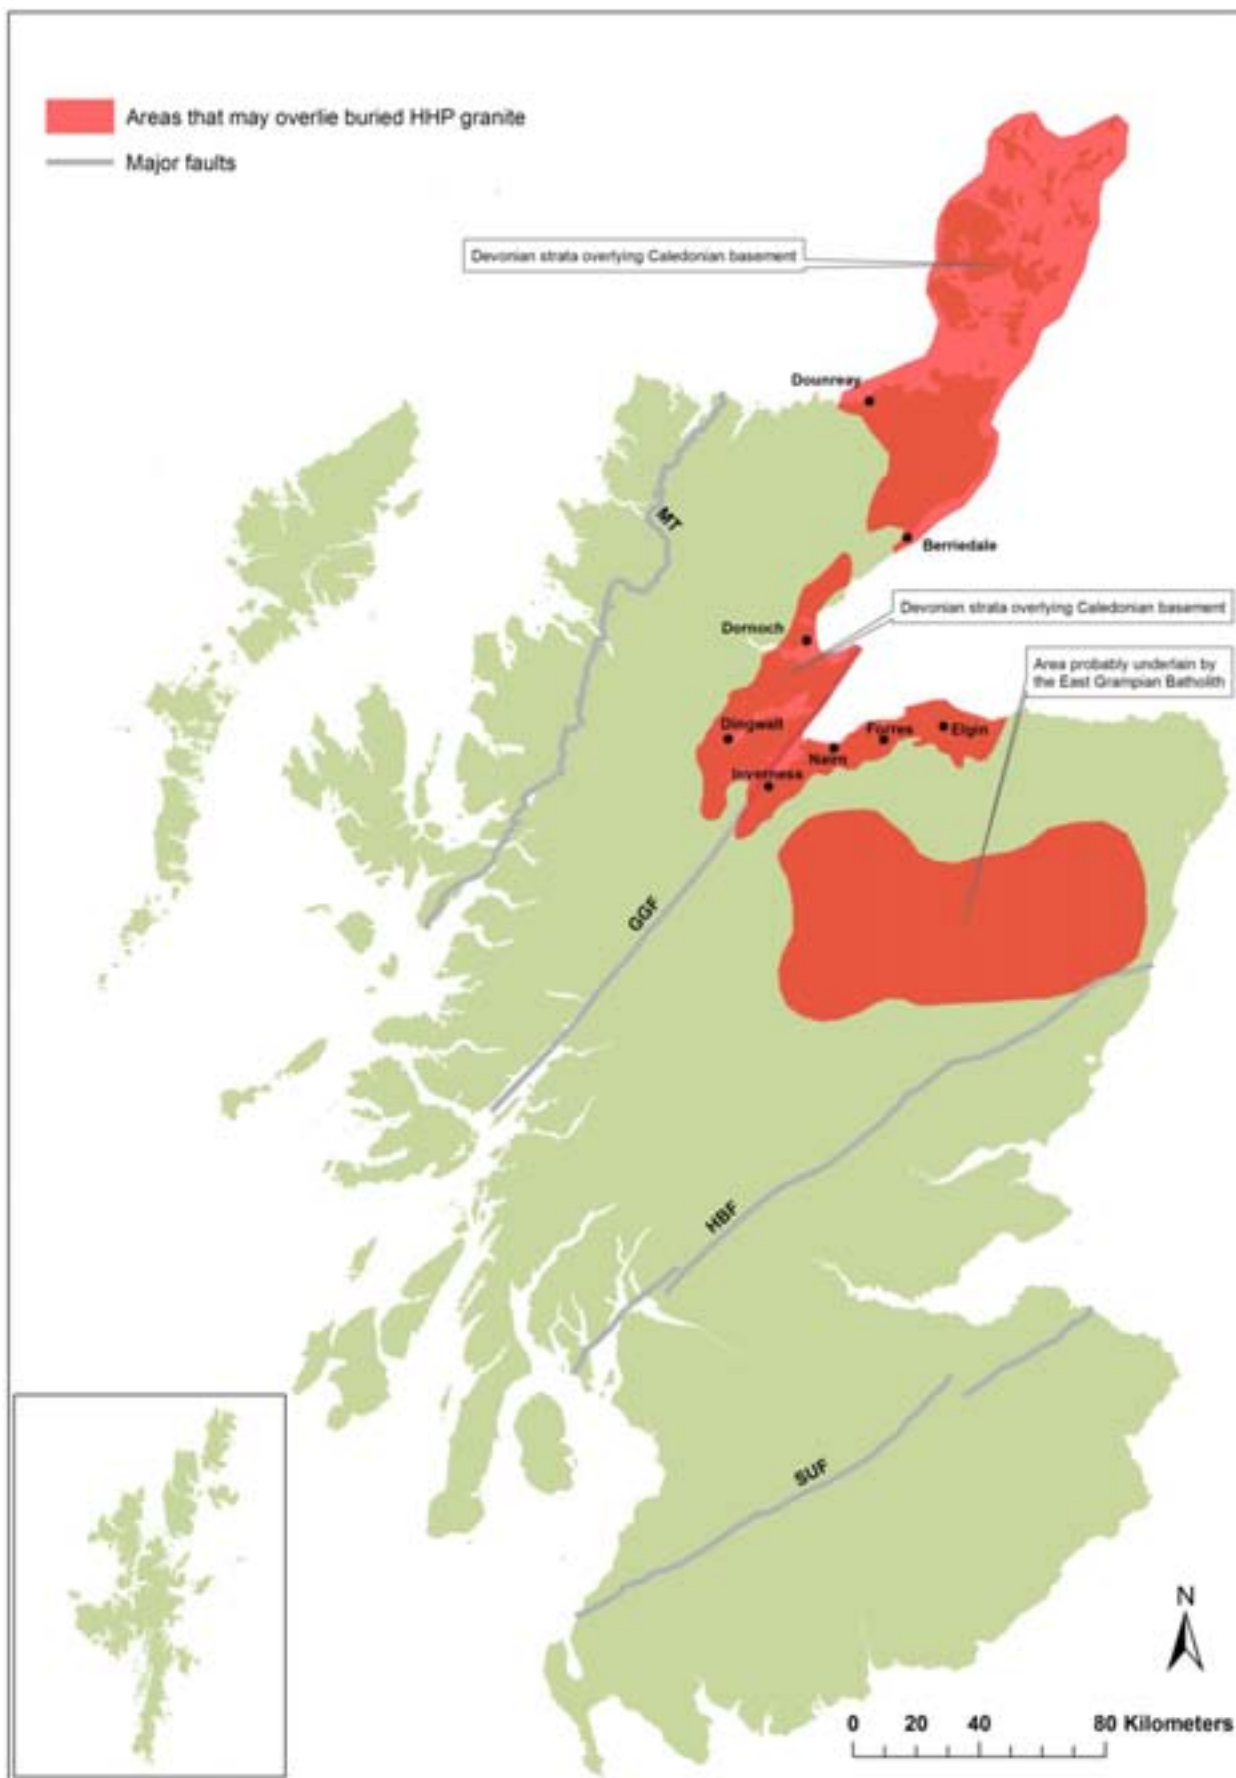 Areas that may overlie buried HHP granite
Major faults
Devonian strata overlying Caledonian basement
Dounreay
MT
Berriedale
Devonian strata overlying Caledonian basement
Dornoch
Area probably underlain by
the East Grampian Batholith
Dingwall
Forres
Elgin
Nairn
Inverness
GGF
HBF
SUF
N
0 20 40 80 Kilometers